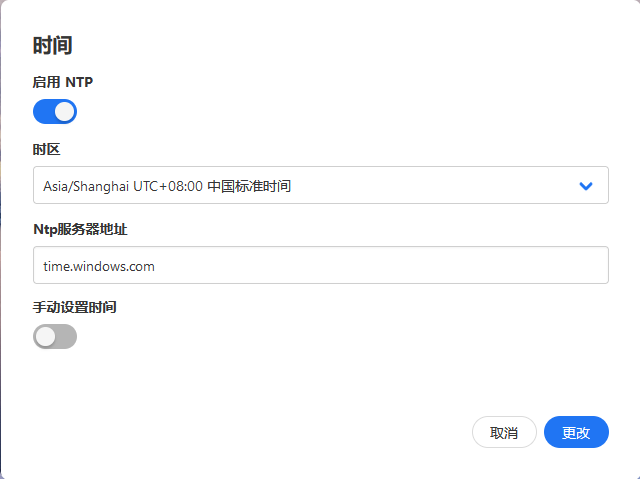 时间
启用 NTP
时区
Asia/Shanghai UTC+08:00 中国标准时间
Ntp服务器地址
time.windows.com
手动设置时间
取消
更改